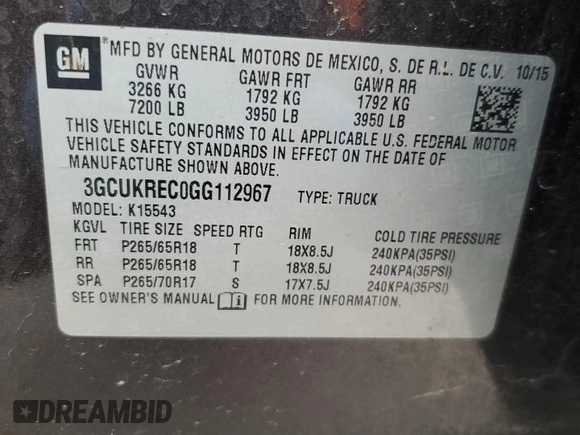 GM
*MFD BY GENERAL MOTORS DE MEXICO, S. DE R.L. DE C.V. 10/15
GVWR GAWR FRT GAWR RR
3266 KG 1792 KG 1792 KG
7200 LB 3950 LB 3950 LB
THIS VEHICLE CONFORMS TO ALL APPLICABLE U.S. FEDERAL MOTOR
VEHICLE SAFETY STANDARDS IN EFFECT ON THE DATE OF
MANUFACTURE SHOWN ABOVE.
3GCUKREC0GG112967 TYPE: TRUCK
MODEL: K15543
KGVL TIRE SIZE SPEED RTG RIM COLD TIRE PRESSURE
FRT P265/65R18 T 18X8.5J 240KPA(35PSI)
RR P265/65R18 T 18X8.5J 240KPA(35PSI)
SPA P265/70R17 S 17X7.5J 240KPA(35PSI)
SEE OWNER'S MANUAL FOR MORE INFORMATION.
DREAMBID